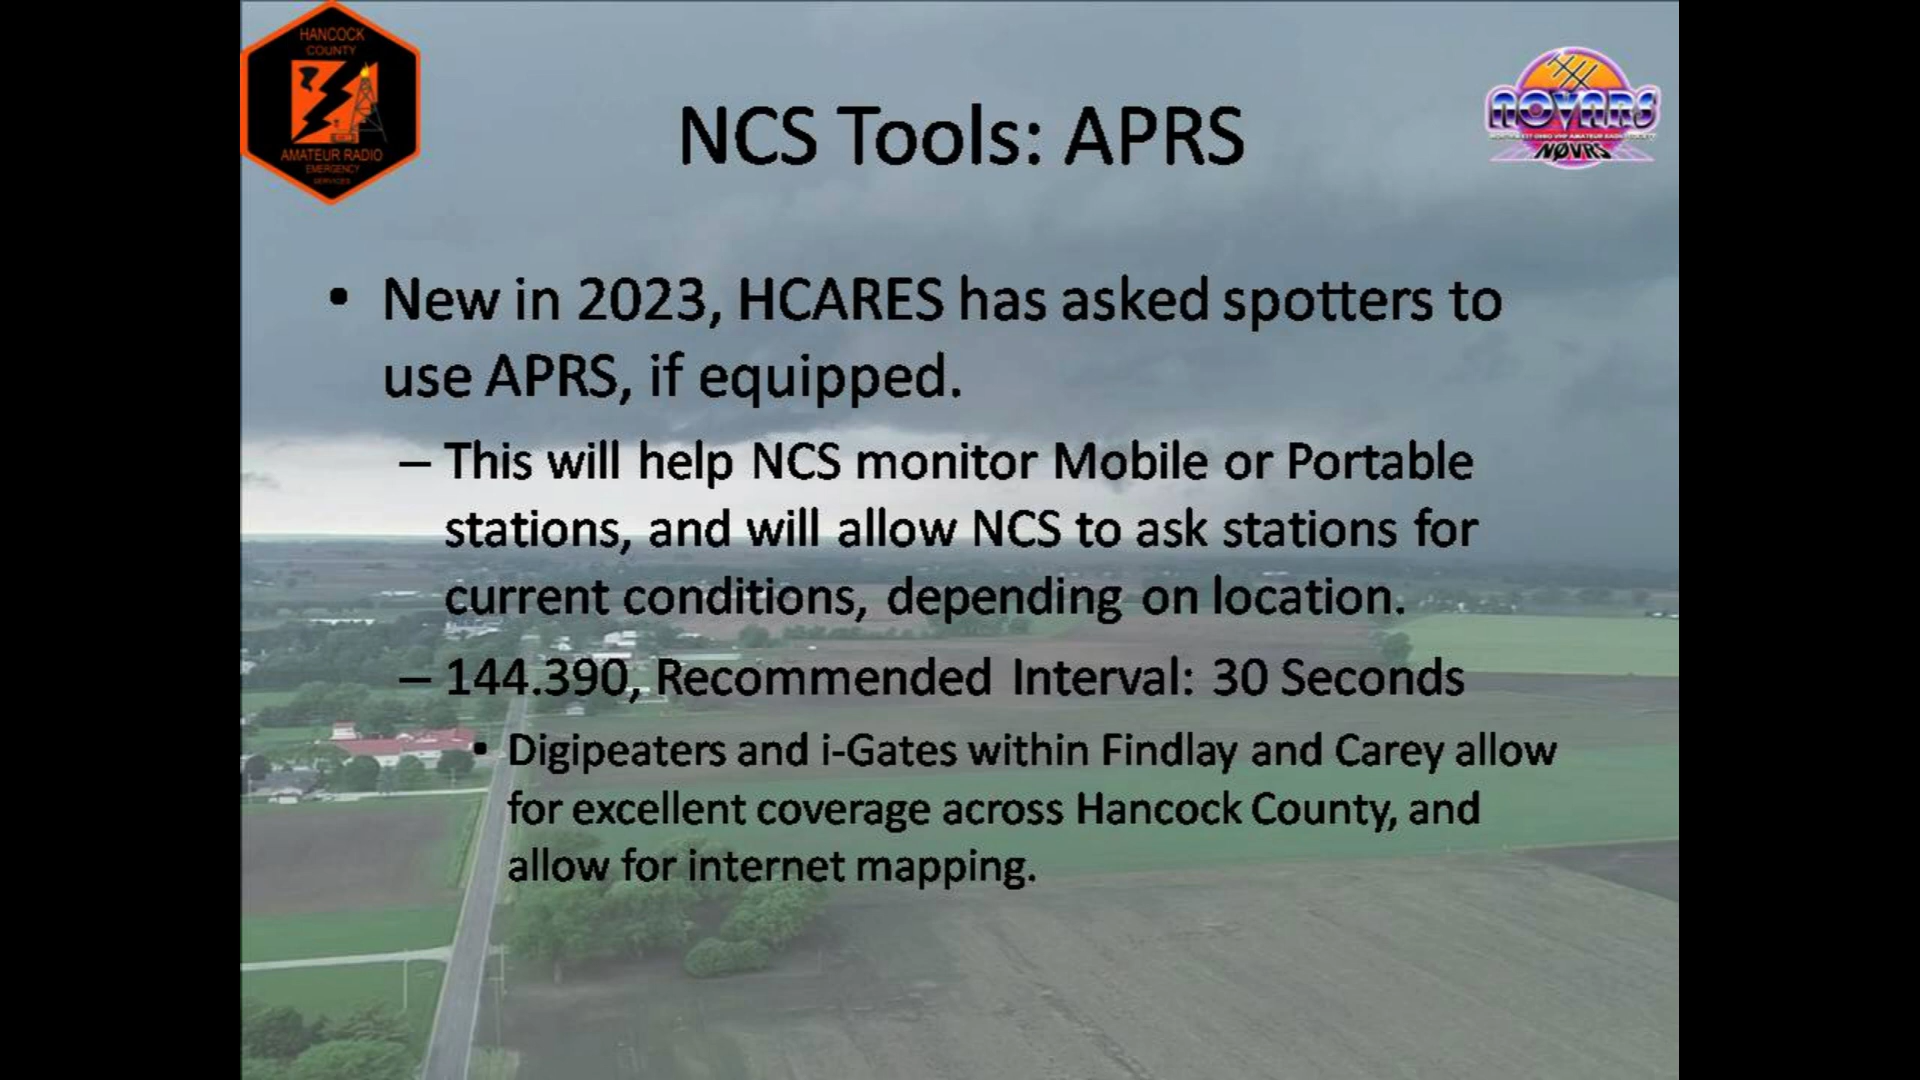 HANCOCK
COUNTY
AMATEUR RADIO
EMERGENCY
SERVICES
NOVARS
NØVRS
NCS Tools: APRS
• New in 2023, HCARES has asked spotters to
use APRS, if equipped.
– This will help NCS monitor Mobile or Portable
stations, and will allow NCS to ask stations for
current conditions, depending on location.
– 144.390, Recommended Interval: 30 Seconds
• Digipeaters and i-Gates within Findlay and Carey allow
for excellent coverage across Hancock County, and
allow for internet mapping.